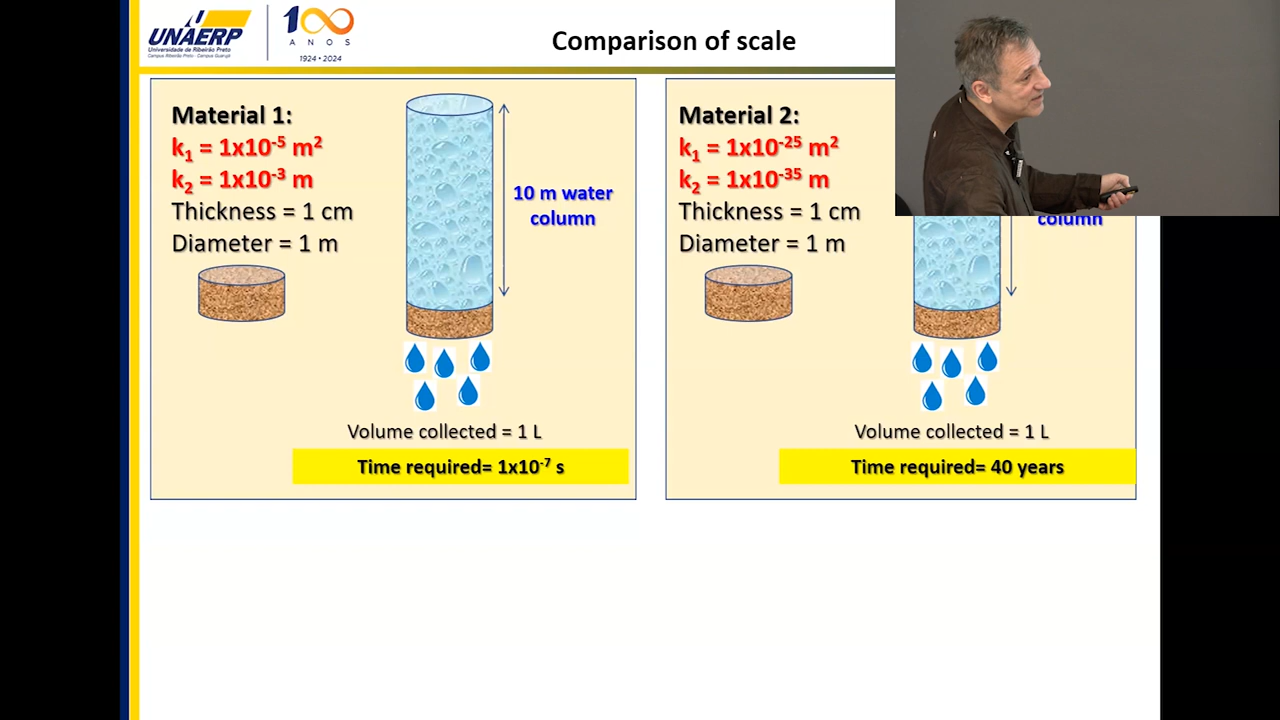 UNAERP
Universidade de Ribeirão Preto
Campus Ribeirão Preto - Campus Guarujá
100
ANOS
1924 • 2024
Comparison of scale
Material 1:
k₁ = 1x10⁻⁵ m²
k₂ = 1x10⁻³ m
Thickness = 1 cm
Diameter = 1 m
10 m water
column
Volume collected = 1 L
Time required= 1x10⁻⁷ s
Material 2:
k₁ = 1x10⁻²⁵ m²
k₂ = 1x10⁻³⁵ m
Thickness = 1 cm
Diameter = 1 m
column
Volume collected = 1 L
Time required= 40 years